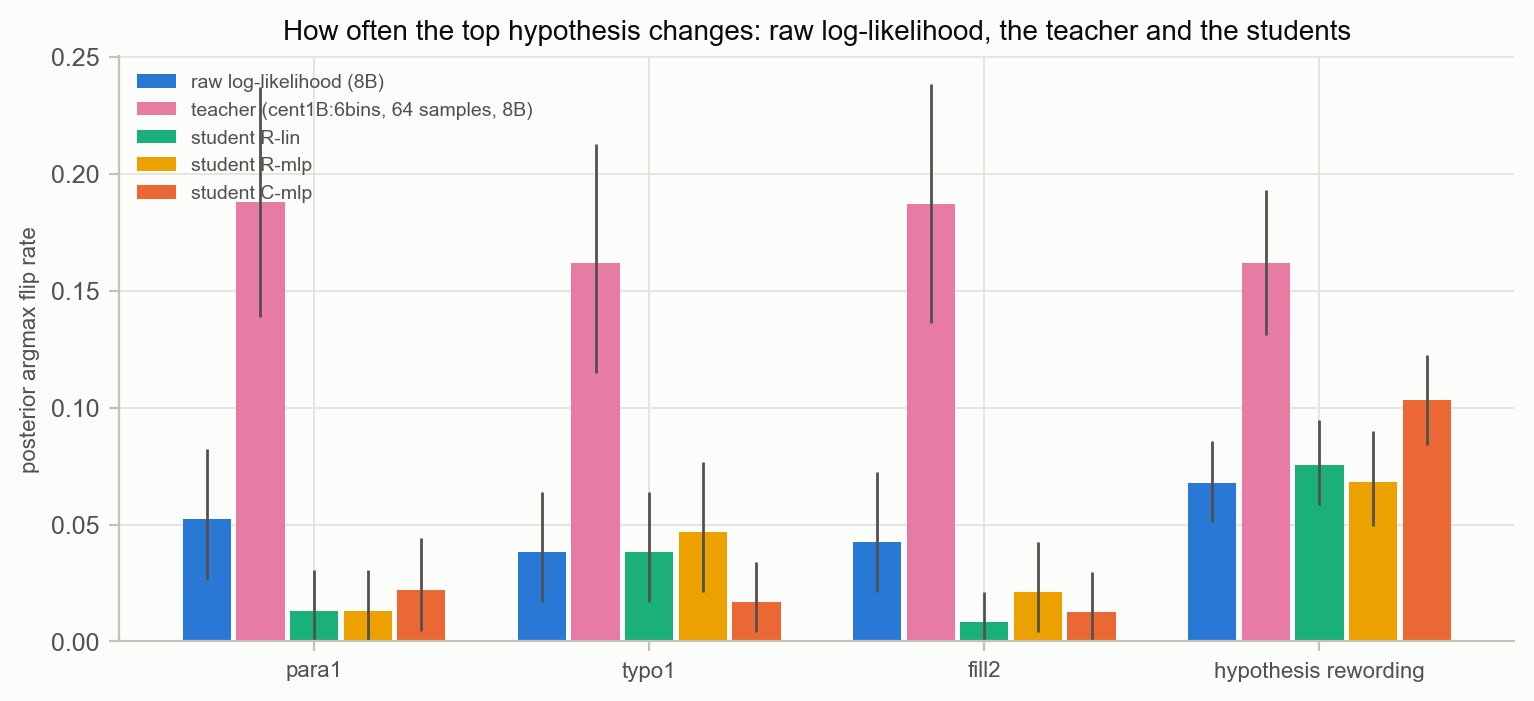 How often the top hypothesis changes: raw log-likelihood, the teacher and the students
posterior argmax flip rate
0.25
0.20
0.15
0.10
0.05
0.00
raw log-likelihood (8B)
teacher (cent1B:6bins, 64 samples, 8B)
student R-lin
student R-mlp
student C-mlp
para1
typo1
fill2
hypothesis rewording